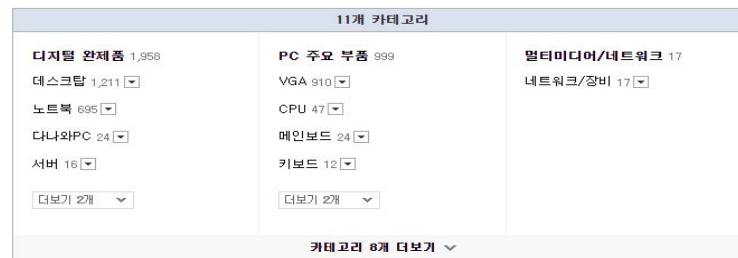 11개 카테고리
디지털 완제품 1,958
데스크탑 1,211
노트북 695
다나와PC 24
서버 16
더보기 2개
PC 주요 부품 999
VGA 910
CPU 47
메인보드 24
키보드 12
더보기 2개
멀티미디어/네트워크 17
네트워크/장비 17
카테고리 8개 더보기